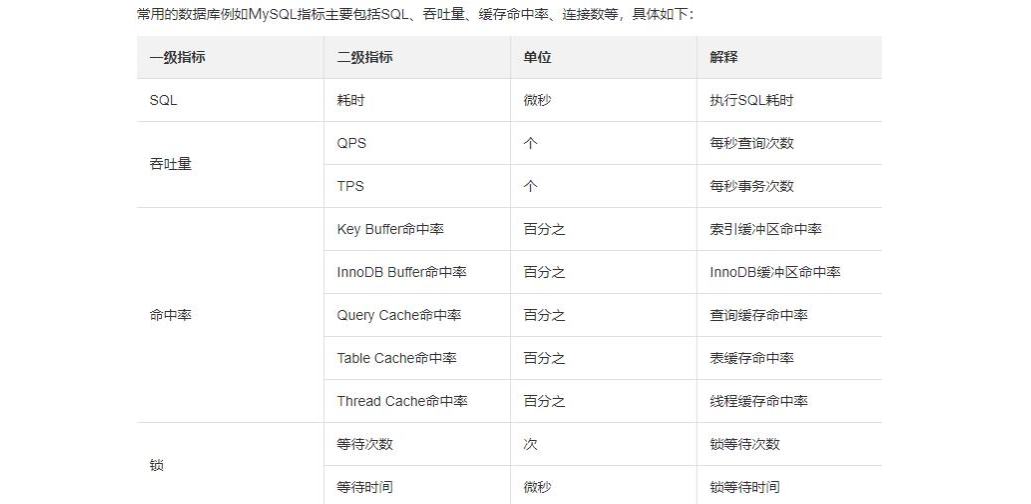 常用的数据库例如MySQL指标主要包括SQL、吞吐量、缓存命中率、连接数等，具体如下：
一级指标 二级指标 单位 解释
SQL 耗时 微秒 执行SQL耗时
吞吐量 QPS 个 每秒查询次数
TPS 个 每秒事务次数
命中率 Key Buffer命中率 百分之 索引缓冲区命中率
InnoDB Buffer命中率 百分之 InnoDB缓冲区命中率
Query Cache命中率 百分之 查询缓存命中率
Table Cache命中率 百分之 表缓存命中率
Thread Cache命中率 百分之 线程缓存命中率
锁 等待次数 次 锁等待次数
等待时间 微秒 锁等待时间